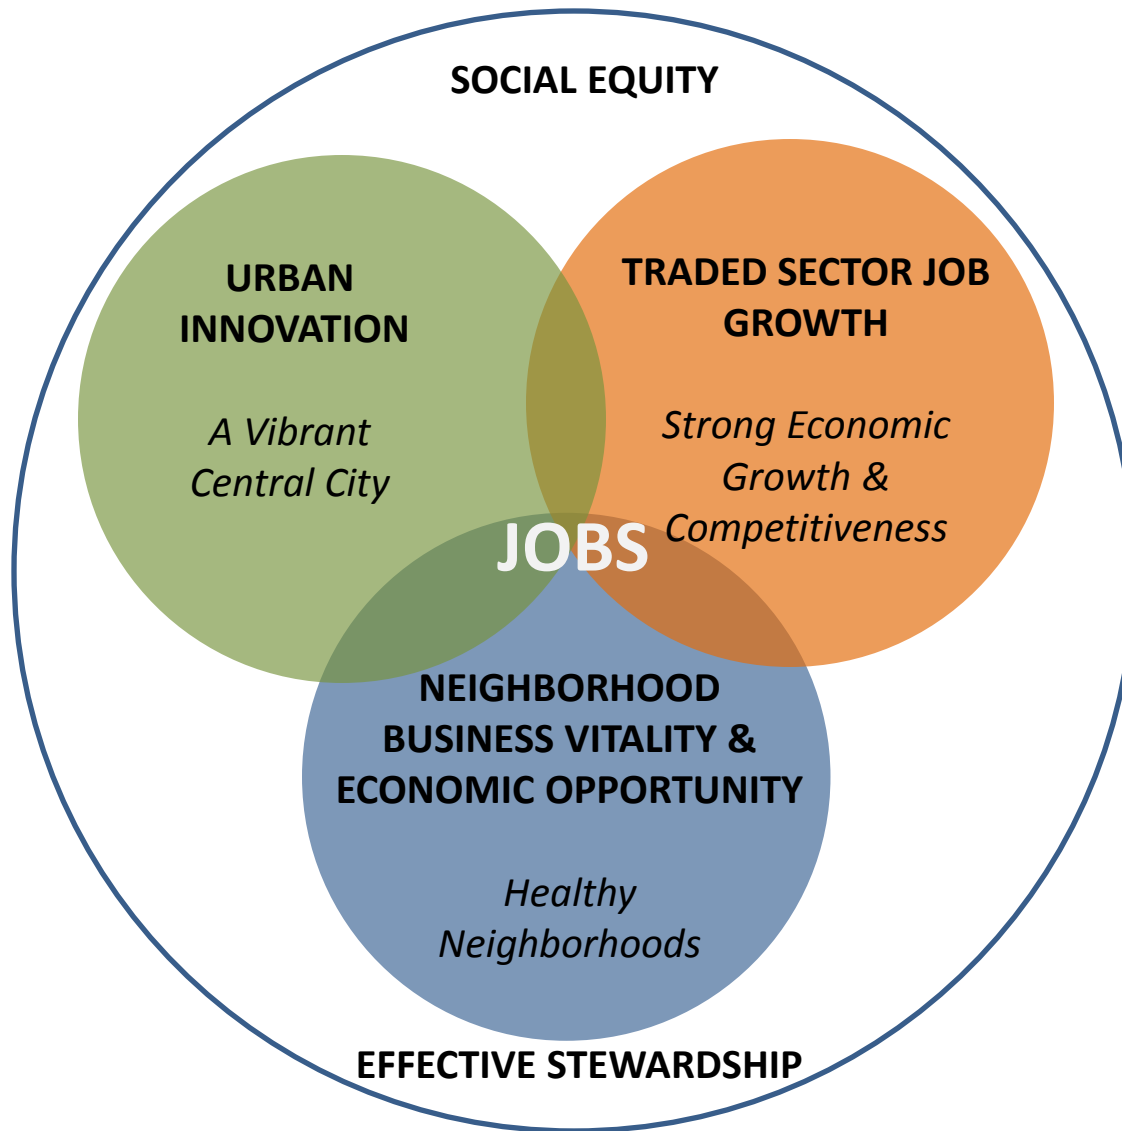 SOCIAL EQUITY
URBAN
INNOVATION
A Vibrant
Central City
TRADED SECTOR JOB
GROWTH
Strong Economic
Growth &
Competitiveness
JOBS
NEIGHBORHOOD
BUSINESS VITALITY &
ECONOMIC OPPORTUNITY
Healthy
Neighborhoods
EFFECTIVE STEWARDSHIP